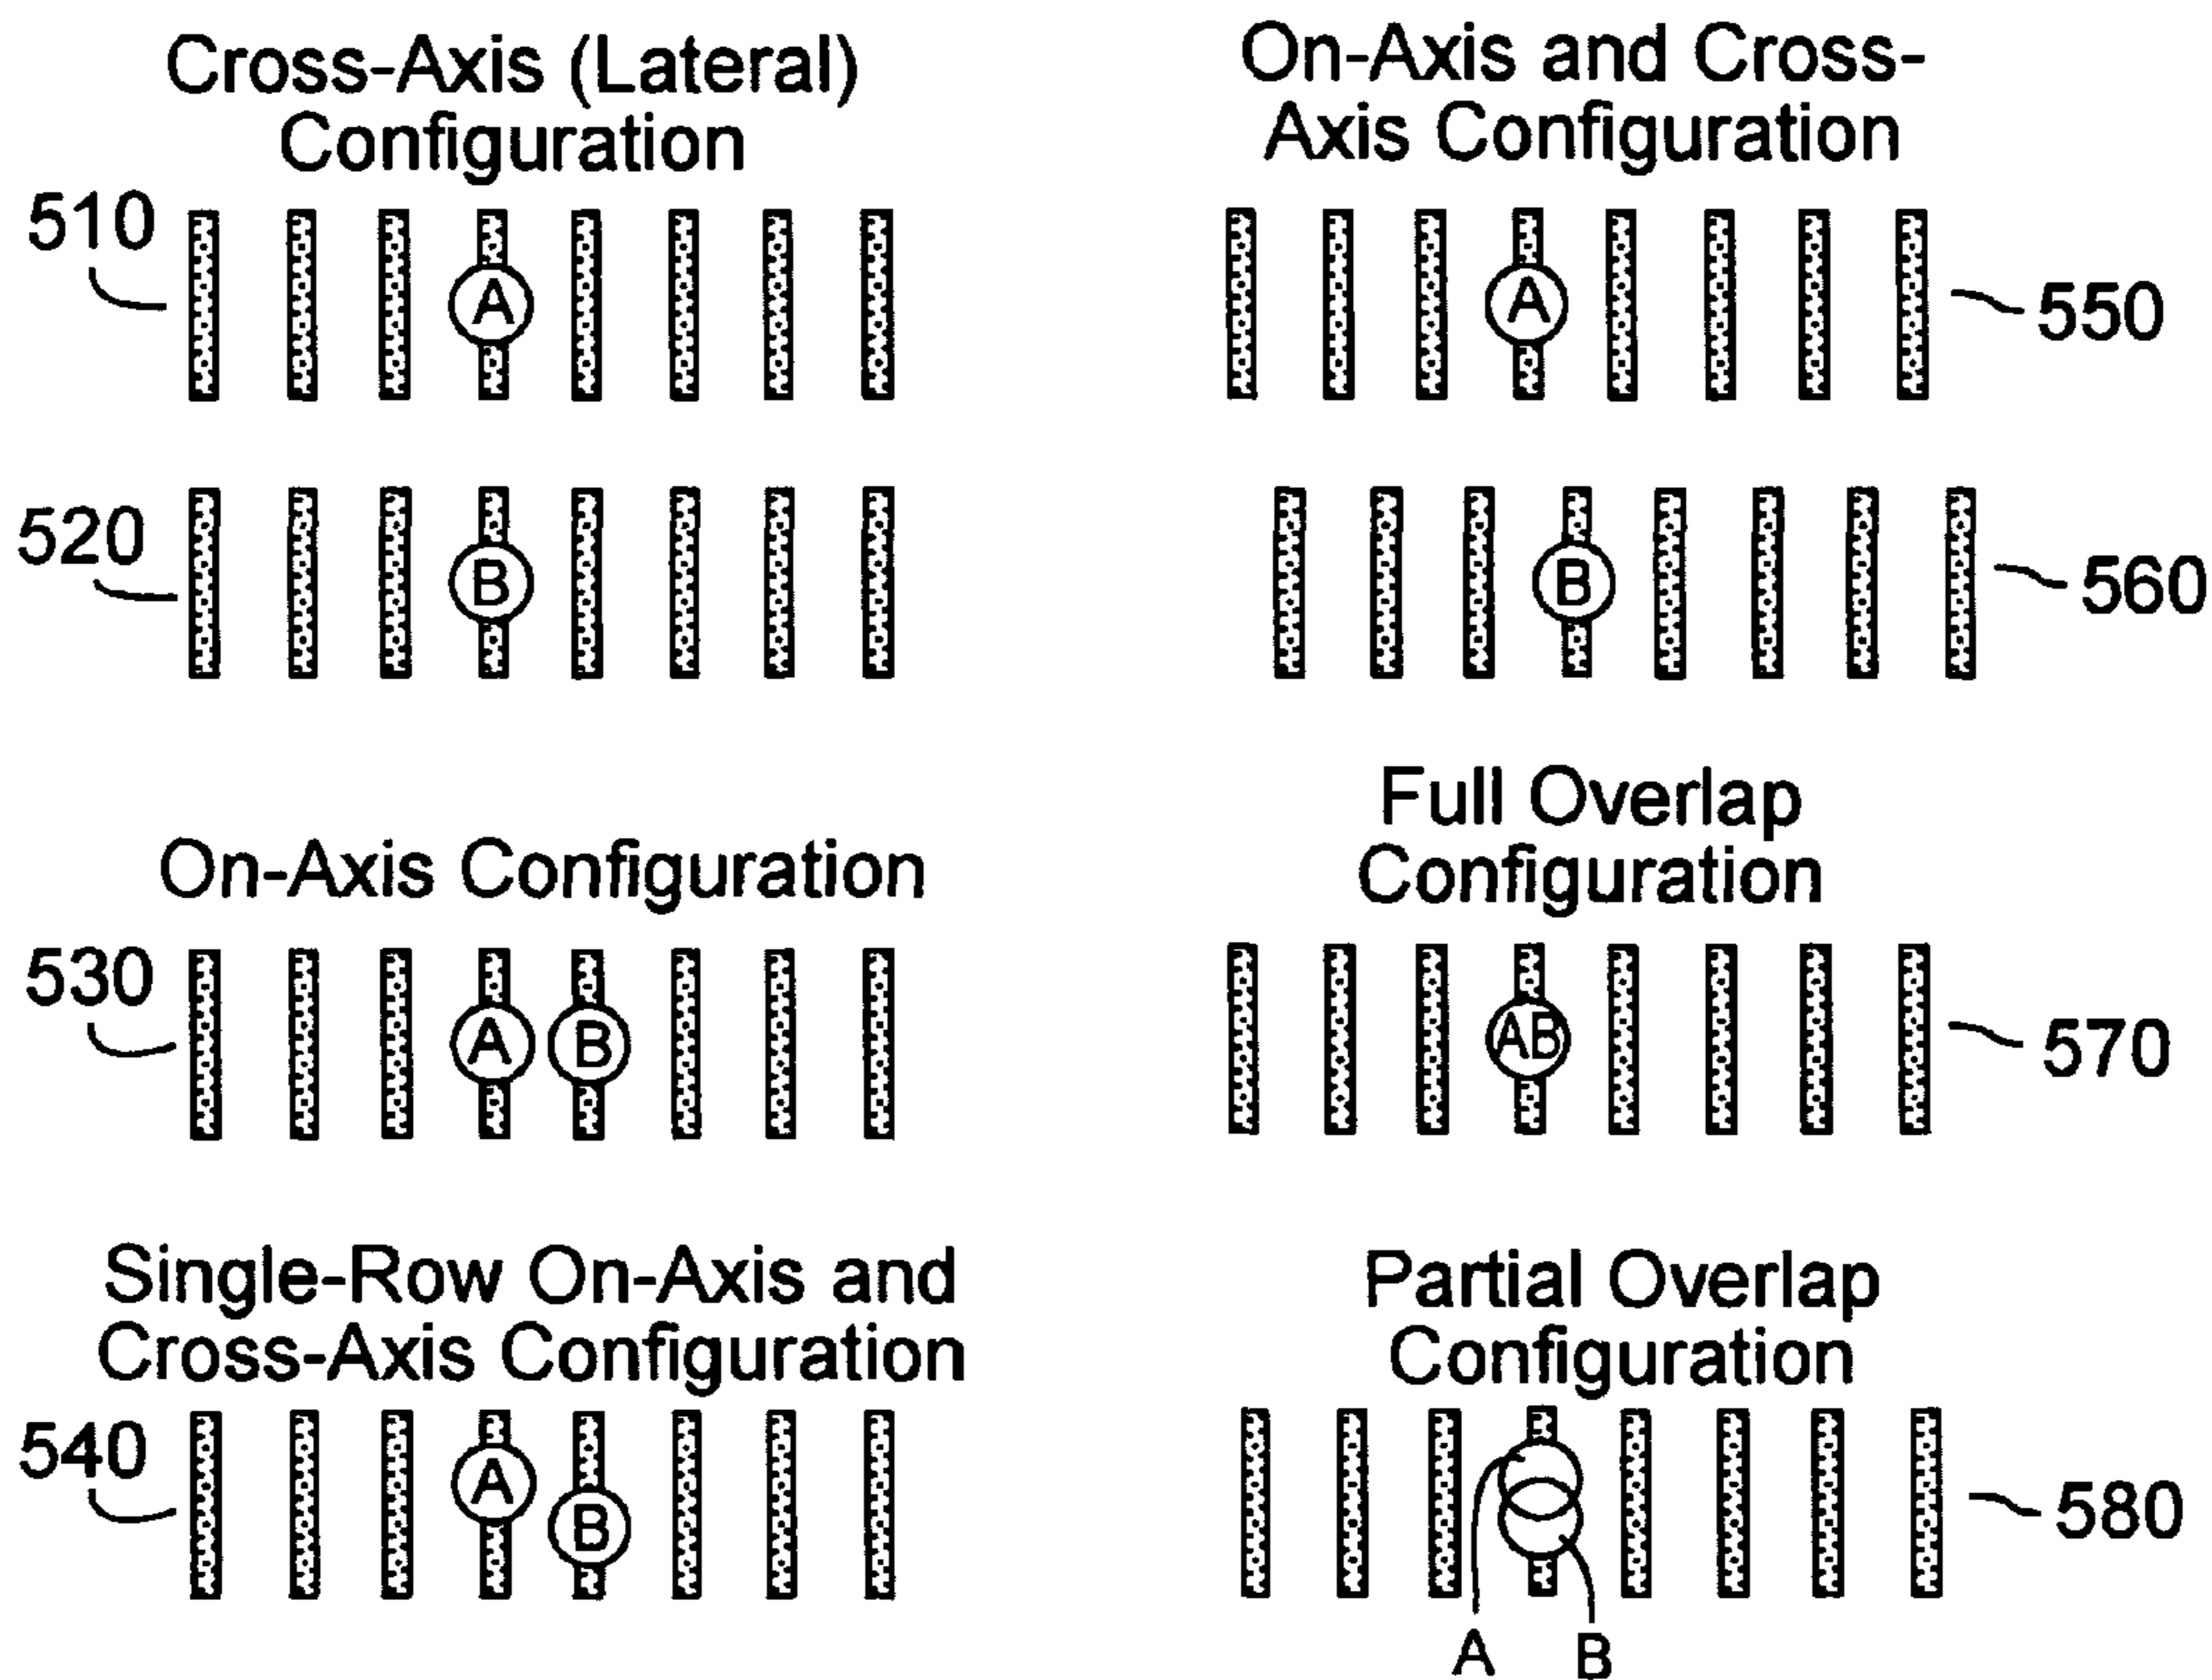 Cross-Axis (Lateral)
Configuration
510
A
520
B
On-Axis Configuration
530
A B
Single-Row On-Axis and
Cross-Axis Configuration
540
A
B
On-Axis and Cross-
Axis Configuration
A
550
B
560
Full Overlap
Configuration
AB
570
Partial Overlap
Configuration
580
A B